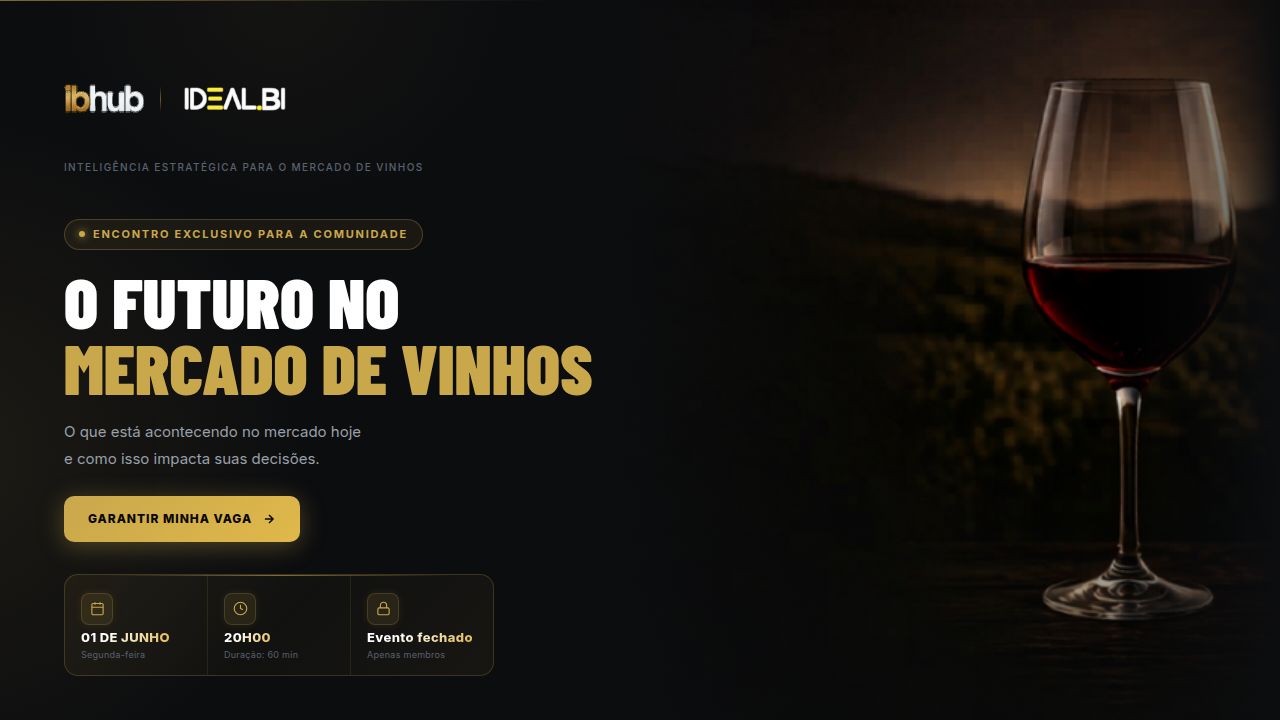 ibhub IDEAL.BI
INTELIGÊNCIA ESTRATÉGICA PARA O MERCADO DE VINHOS
ENCONTRO EXCLUSIVO PARA A COMUNIDADE
O FUTURO NO
MERCADO DE VINHOS
O que está acontecendo no mercado hoje
e como isso impacta suas decisões.
GARANTIR MINHA VAGA →
01 DE JUNHO
Segunda-feira
20H00
Duração: 60 min
Evento fechado
Apenas membros